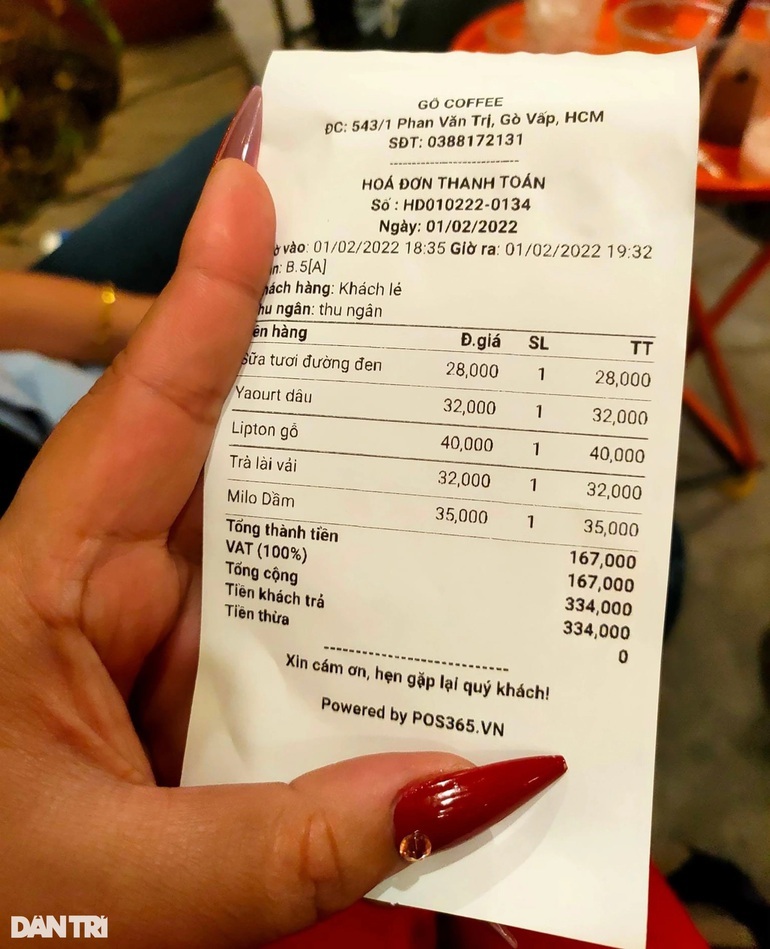 GỖ COFFEE
ĐC: 543/1 Phan Văn Trị, Gò Vấp, HCM
SĐT: 0388172131
HOÁ ĐƠN THANH TOÁN
Số : HD010222-0134
Ngày: 01/02/2022
vào: 01/02/2022 18:35 Giờ ra: 01/02/2022 19:32
B.5[A]
hách hàng: Khách lẻ
hu ngân: thu ngân
ên hàng Đ.giá SL TT
Sữa tươi đường đen 28,000 1 28,000
Yaourt dâu 32,000 1 32,000
Lipton gỗ 40,000 1 40,000
Trà lài vải 32,000 1 32,000
Milo Dầm 35,000 1 35,000
Tổng thành tiền 167,000
VAT (100%) 167,000
Tổng cộng 334,000
Tiền khách trả 334,000
Tiền thừa 0
Xin cám ơn, hẹn gặp lại quý khách!
Powered by POS365.VN
DÂN TRÍ